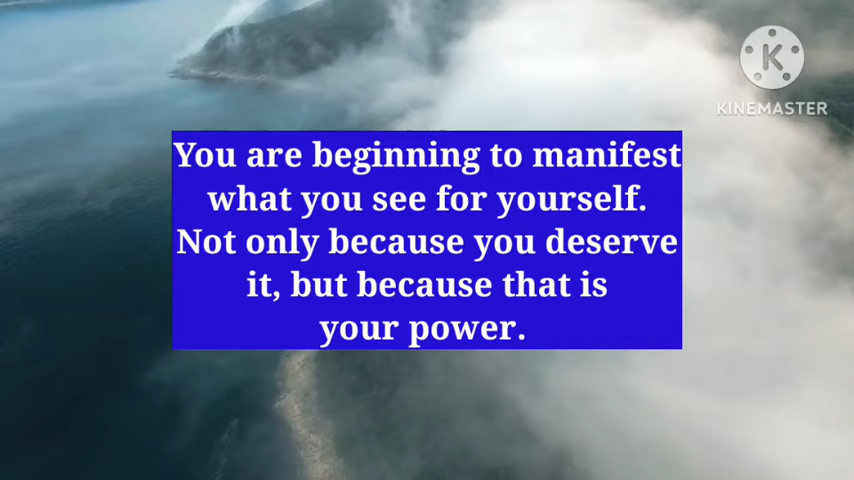 KINEMASTER
You are beginning to manifest
what you see for yourself.
Not only because you deserve
it, but because that is
your power.